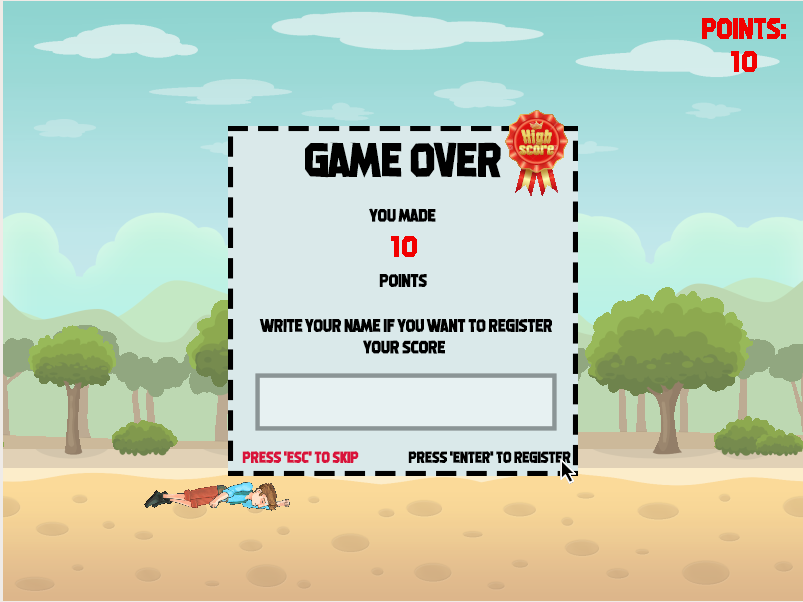 POINTS:
10
High
score
GAME OVER
YOU MADE
10
POINTS
WRITE YOUR NAME IF YOU WANT TO REGISTER
YOUR SCORE
PRESS 'ESC' TO SKIP
PRESS 'ENTER' TO REGISTER